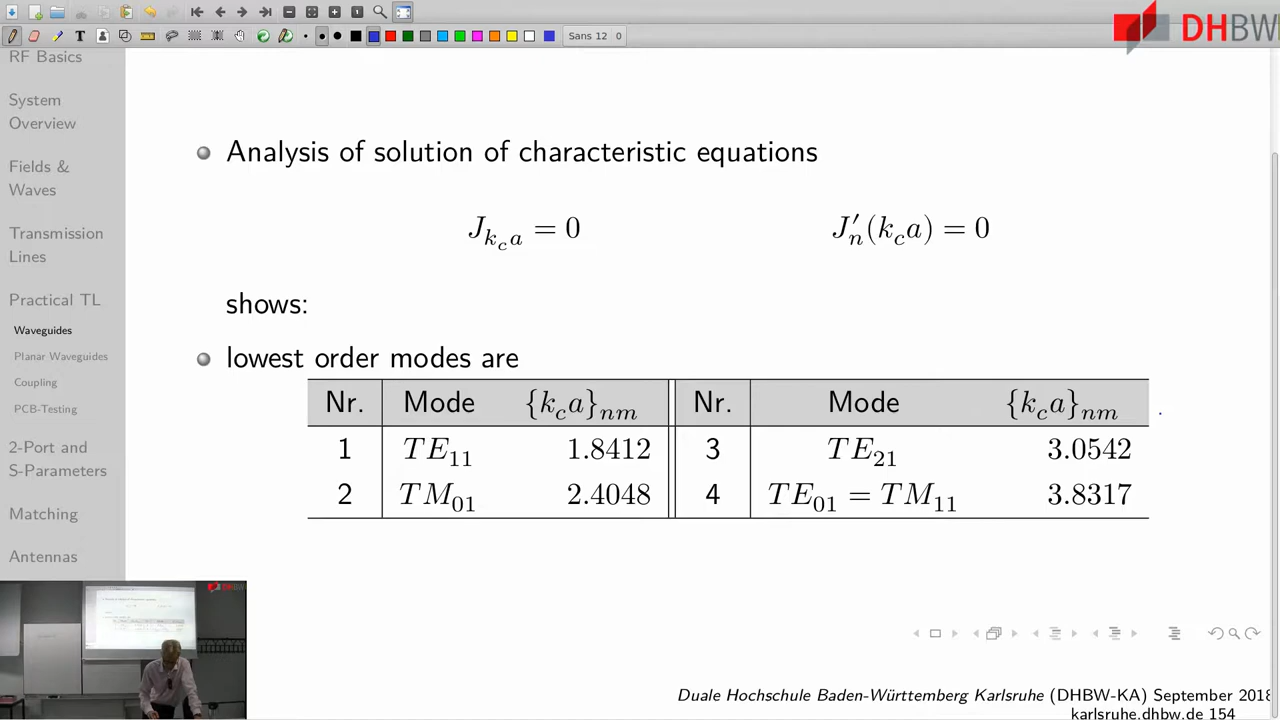 Sans 12 0
DHBW
RF Basics
System
Overview
Fields &
Waves
Transmission
Lines
Practical TL
Waveguides
Planar Waveguides
Coupling
PCB-Testing
2-Port and
S-Parameters
Matching
Antennas
Analysis of solution of characteristic equations
J_{k_c a} = 0 J'_n(k_c a) = 0
shows:
lowest order modes are
Nr. Mode {k_c a}_{nm} Nr. Mode {k_c a}_{nm}
1 TE_{11} 1.8412 3 TE_{21} 3.0542
2 TM_{01} 2.4048 4 TE_{01} = TM_{11} 3.8317
DHBW
Duale Hochschule Baden-Württemberg Karlsruhe (DHBW-KA) September 2018
karlsruhe.dhbw.de 154